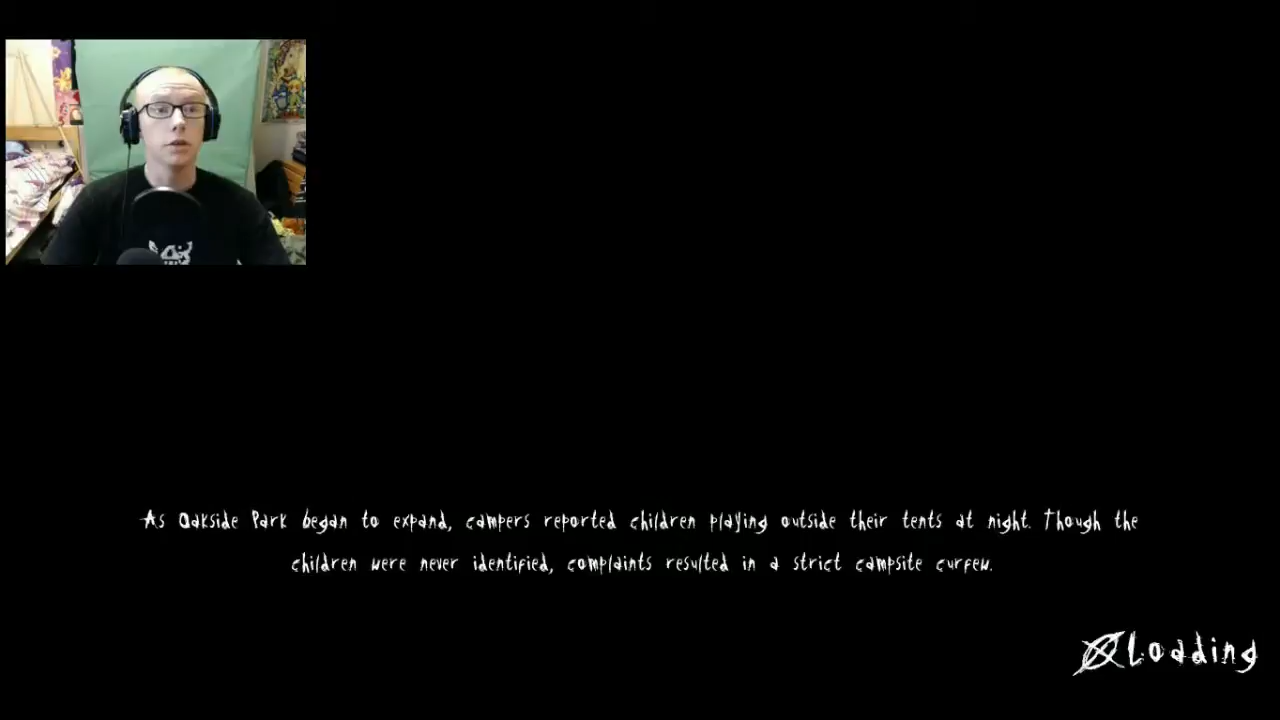 As Oakside Park began to expand, campers reported children playing outside their tents at night. Though the
children were never identified, complaints resulted in a strict campsite curfew.
Loading